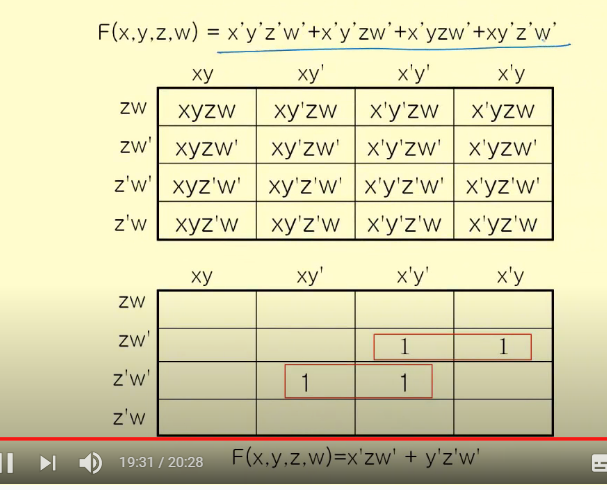 F(x,y,z,w) = x'y'z'w'+x'y'zw'+x'yzw'+xy'z'w'
xy xy' x'y' x'y
zw xyzw xy'zw x'y'zw x'yzw
zw' xyzw' xy'zw' x'y'zw' x'yzw'
z'w' xyz'w' xy'z'w' x'y'z'w' x'yz'w'
z'w xyz'w xy'z'w x'y'z'w x'yz'w
xy xy' x'y' x'y
zw
zw' 1 1
z'w' 1 1
z'w
19:31 / 20:28
F(x,y,z,w)=x'zw' + y'z'w'